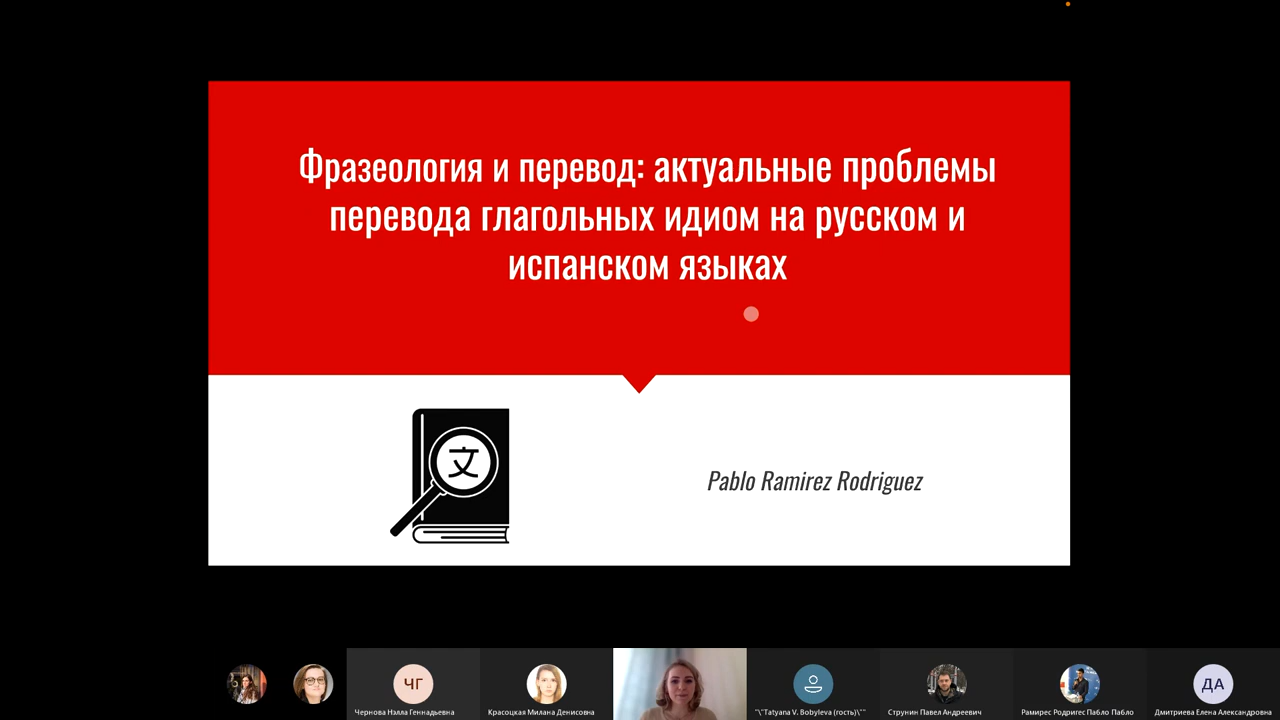 Фразеология и перевод: актуальные проблемы
перевода глагольных идиом на русском и
испанском языках
文
Pablo Ramirez Rodriguez
ЧГ
ДА
Чернова Нэлла Геннадьевна
Красоцкая Милана Денисовна
"\"Tatyana V. Bobyleva (гость)\""
Струнин Павел Андреевич
Рамирес Родригес Пабло Пабло
Дмитриева Елена Александровна